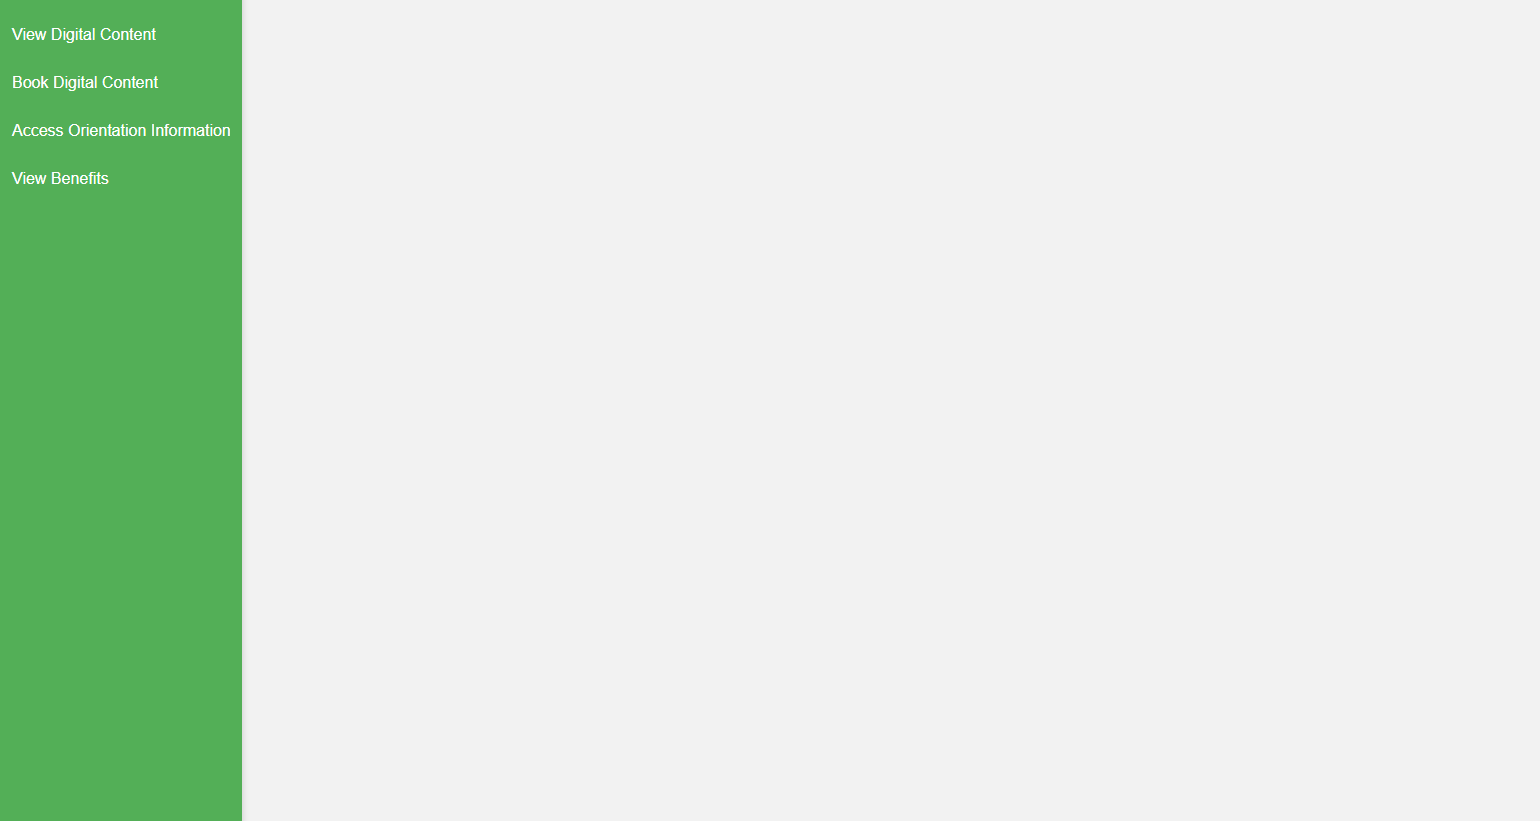 View Digital Content
Book Digital Content
Access Orientation Information
View Benefits